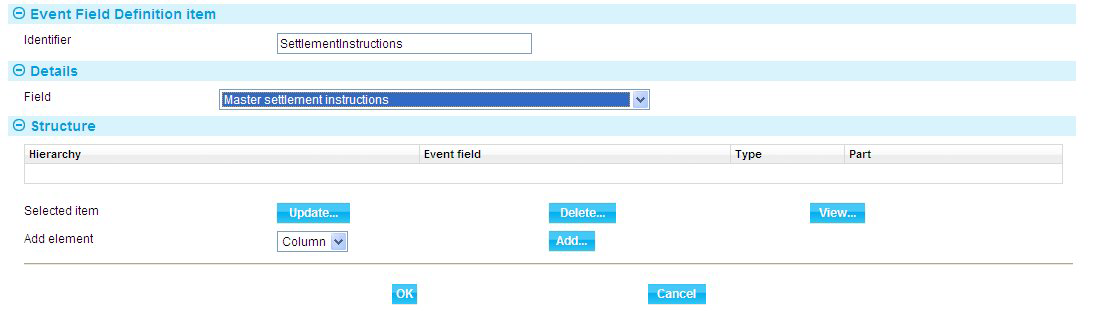 Event Field Definition item
Identifier SettlementInstructions
Details
Field Master settlement instructions
Structure
Hierarchy Event field Type Part
Selected item Update... Delete... View...
Add element Column Add...
OK Cancel